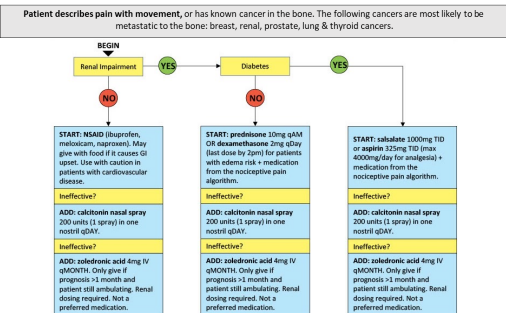 Patient describes pain with movement, or has known cancer in the bone. The following cancers are most likely to be
metastatic to the bone: breast, renal, prostate, lung & thyroid cancers.
BEGIN
Renal Impairment
YES
Diabetes
YES
NO
NO
START: NSAID (ibuprofen,
meloxicam, naproxen). May
give with food if it causes GI
upset. Use with caution in
patients with cardiovascular
disease.
Ineffective?
ADD: calcitonin nasal spray
200 units (1 spray) in one
nostril qDAY.
Ineffective?
ADD: zoledronic acid 4mg IV
qMONTH. Only give if
prognosis >1 month and
patient still ambulating. Renal
dosing required. Not a
preferred medication.
START: prednisone 10mg qAM
OR dexamethasone 2mg qDay
(last dose by 2pm) for patients
with edema risk + medication
from the nociceptive pain
algorithm.
Ineffective?
ADD: calcitonin nasal spray
200 units (1 spray) in one
nostril qDAY.
Ineffective?
ADD: zoledronic acid 4mg IV
qMONTH. Only give if
prognosis >1 month and
patient still ambulating. Renal
dosing required. Not a
preferred medication.
START: salsalate 1000mg TID
or aspirin 325mg TID (max
4000mg/day for analgesia) +
medication from the
nociceptive pain algorithm.
Ineffective?
ADD: calcitonin nasal spray
200 units (1 spray) in one
nostril qDAY.
Ineffective?
ADD: zoledronic acid 4mg IV
qMONTH. Only give if
prognosis >1 month and
patient still ambulating. Renal
dosing required. Not a
preferred medication.